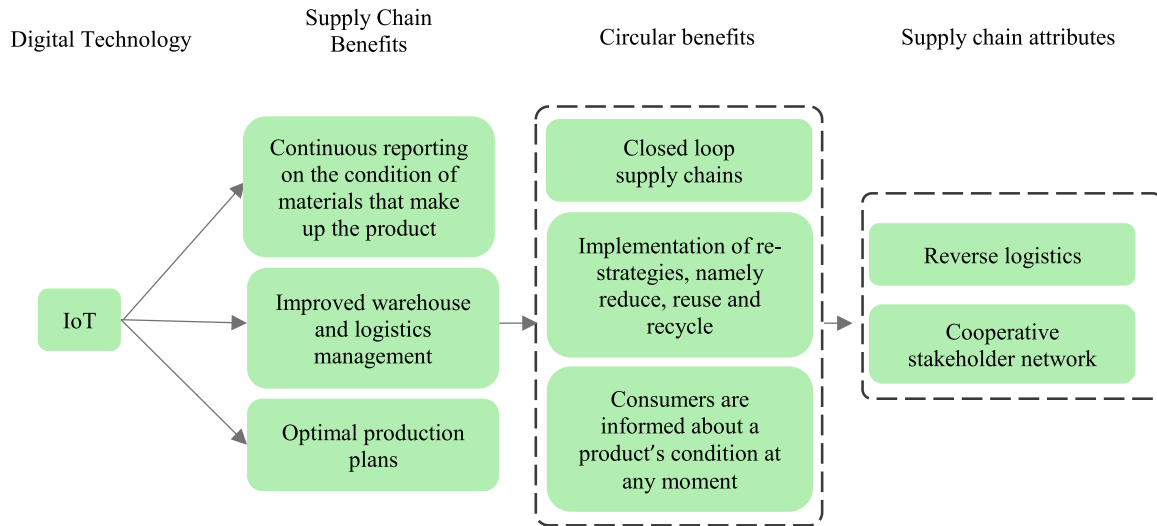 Digital Technology
Supply Chain
Benefits
Circular benefits
Supply chain attributes
IoT
Continuous reporting
on the condition of
materials that make
up the product
Improved warehouse
and logistics
management
Optimal production
plans
Closed loop
supply chains
Implementation of re-
strategies, namely
reduce, reuse and
recycle
Consumers are
informed about a
product's condition at
any moment
Reverse logistics
Cooperative
stakeholder network